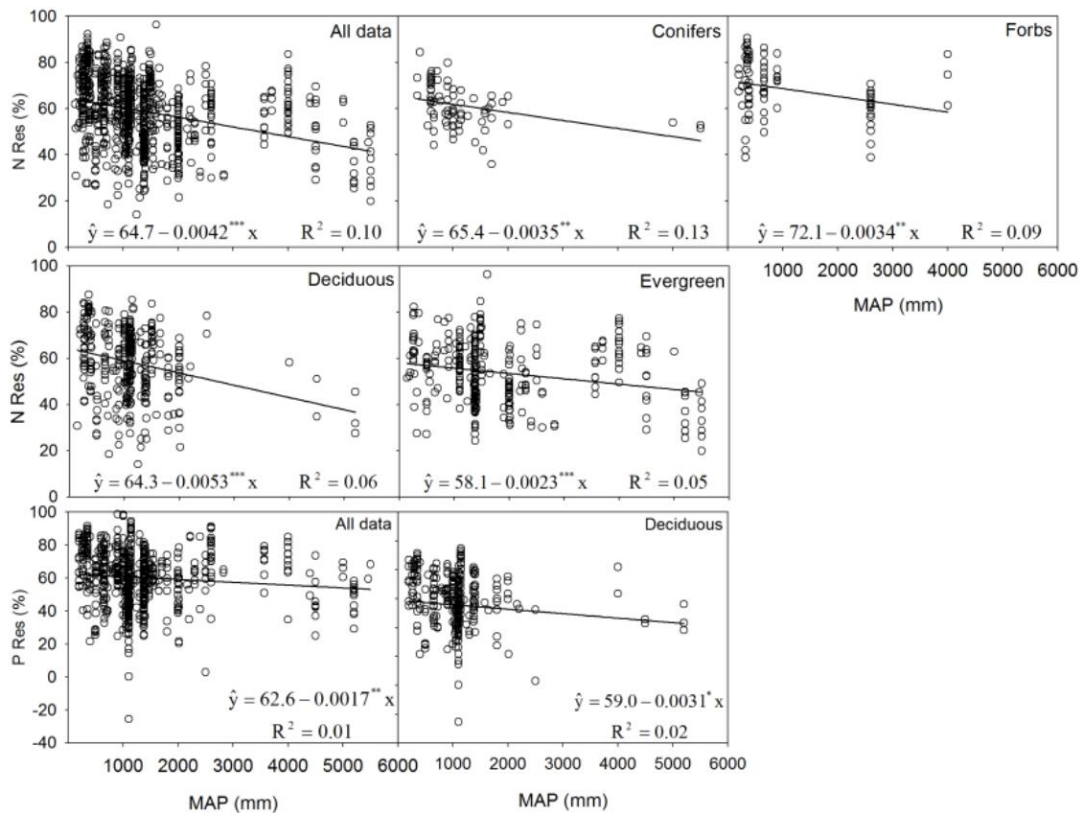 100 80 60 40 20 0
N Res (%)
All data
ŷ = 64.7 – 0.0042*** x R² = 0.10
Conifers
ŷ = 65.4 – 0.0035** x R² = 0.13
Forbs
ŷ = 72.1 – 0.0034** x R² = 0.09
1000 2000 3000 4000 5000 6000
MAP (mm)
100 80 60 40 20 0
N Res (%)
Deciduous
ŷ = 64.3 – 0.0053*** x R² = 0.06
Evergreen
ŷ = 58.1 – 0.0023*** x R² = 0.05
100 80 60 40 20 0 -20 -40
P Res (%)
All data
ŷ = 62.6 – 0.0017** x
R² = 0.01
Deciduous
ŷ = 59.0 – 0.0031* x
R² = 0.02
1000 2000 3000 4000 5000 6000
MAP (mm)
1000 2000 3000 4000 5000 6000
MAP (mm)